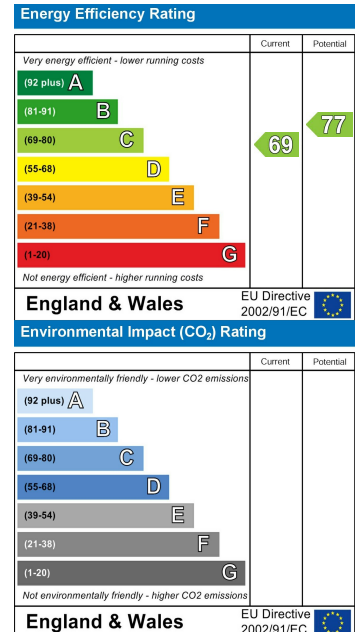 Energy Efficiency Rating
Current Potential
Very energy efficient - lower running costs
(92 plus) A
(81-91) B
(69-80) C
(55-68) D
(39-54) E
(21-38) F
(1-20) G
69
77
Not energy efficient - higher running costs
England & Wales
EU Directive
2002/91/EC
Environmental Impact (CO₂) Rating
Current Potential
Very environmentally friendly - lower CO2 emissions
(92 plus) A
(81-91) B
(69-80) C
(55-68) D
(39-54) E
(21-38) F
(1-20) G
Not environmentally friendly - higher CO2 emissions
England & Wales
EU Directive
2002/91/EC